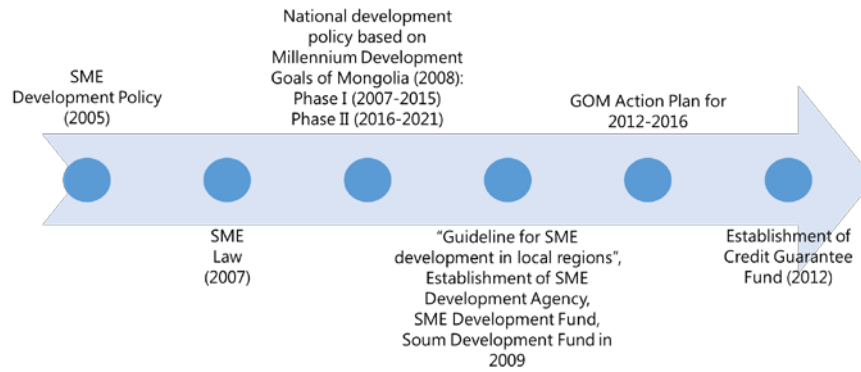 SME
Development Policy
(2005)
SME
Law
(2007)
National development
policy based on
Millennium Development
Goals of Mongolia (2008):
Phase I (2007-2015)
Phase II (2016-2021)
“Guideline for SME
development in local regions”,
Establishment of SME
Development Agency,
SME Development Fund,
Soum Development Fund in
2009
GOM Action Plan for
2012-2016
Establishment of
Credit Guarantee
Fund (2012)